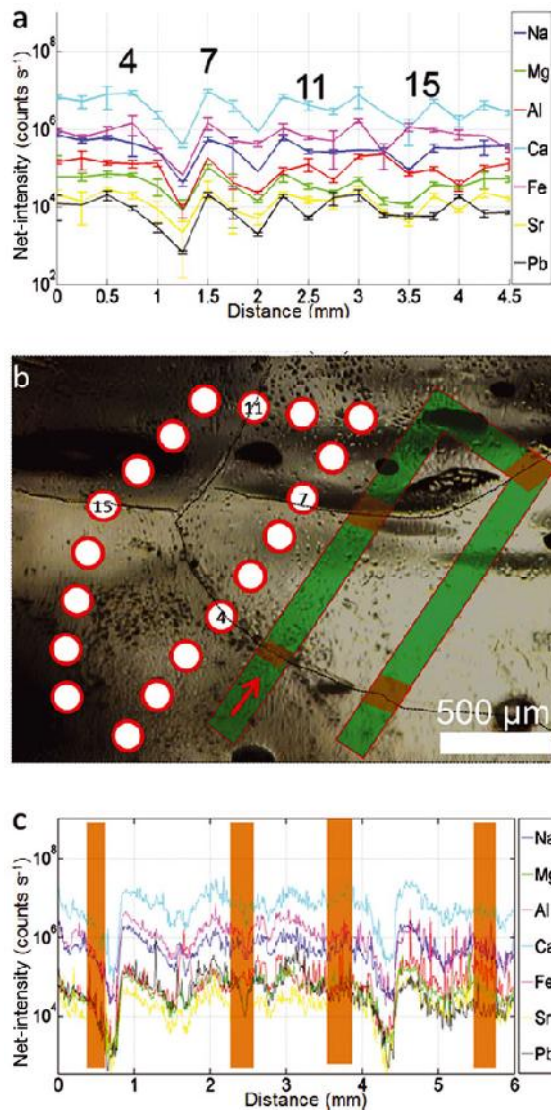 a
10⁸
10⁶
10⁴
10²
Net-intensity (counts s⁻¹)
4 7 11 15
0 0.5 1 1.5 2 2.5 3 3.5 4 4.5
Distance (mm)
Na
Mg
Al
Ca
Fe
Sr
Pb
b
11
15
7
4
500 µm
c
10⁸
10⁶
10⁴
Net-intensity (counts s⁻¹)
0 1 2 3 4 5 6
Distance (mm)
Na
Mg
Al
Ca
Fe
Sr
Pb